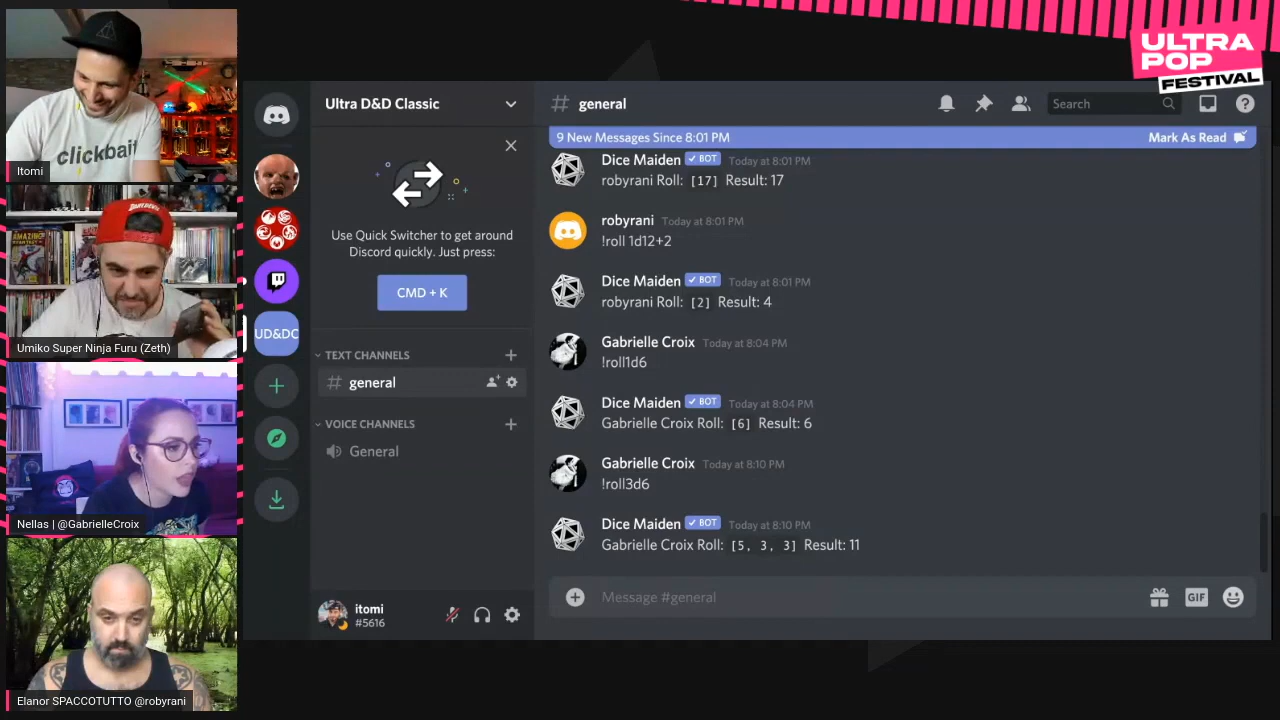 clickbait
Itomi
DAREDEVIL
AMAZING
Umiko Super Ninja Furu (Zeth)
Nellas | @GabrielleCroix
Elanor SPACCOTUTTO @robyrani
UD&DC
Ultra D&D Classic
Use Quick Switcher to get around
Discord quickly. Just press:
CMD + K
TEXT CHANNELS
# general
VOICE CHANNELS
General
itomi
#5616
# general
Search
9 New Messages Since 8:01 PM
Mark As Read
Dice Maiden BOT Today at 8:01 PM
robyrani Roll: [17] Result: 17
robyrani Today at 8:01 PM
!roll 1d12+2
Dice Maiden BOT Today at 8:01 PM
robyrani Roll: [2] Result: 4
Gabrielle Croix Today at 8:04 PM
!roll1d6
Dice Maiden BOT Today at 8:04 PM
Gabrielle Croix Roll: [6] Result: 6
Gabrielle Croix Today at 8:10 PM
!roll3d6
Dice Maiden BOT Today at 8:10 PM
Gabrielle Croix Roll: [5, 3, 3] Result: 11
Message #general
GIF
ULTRA
POP
FESTIVAL